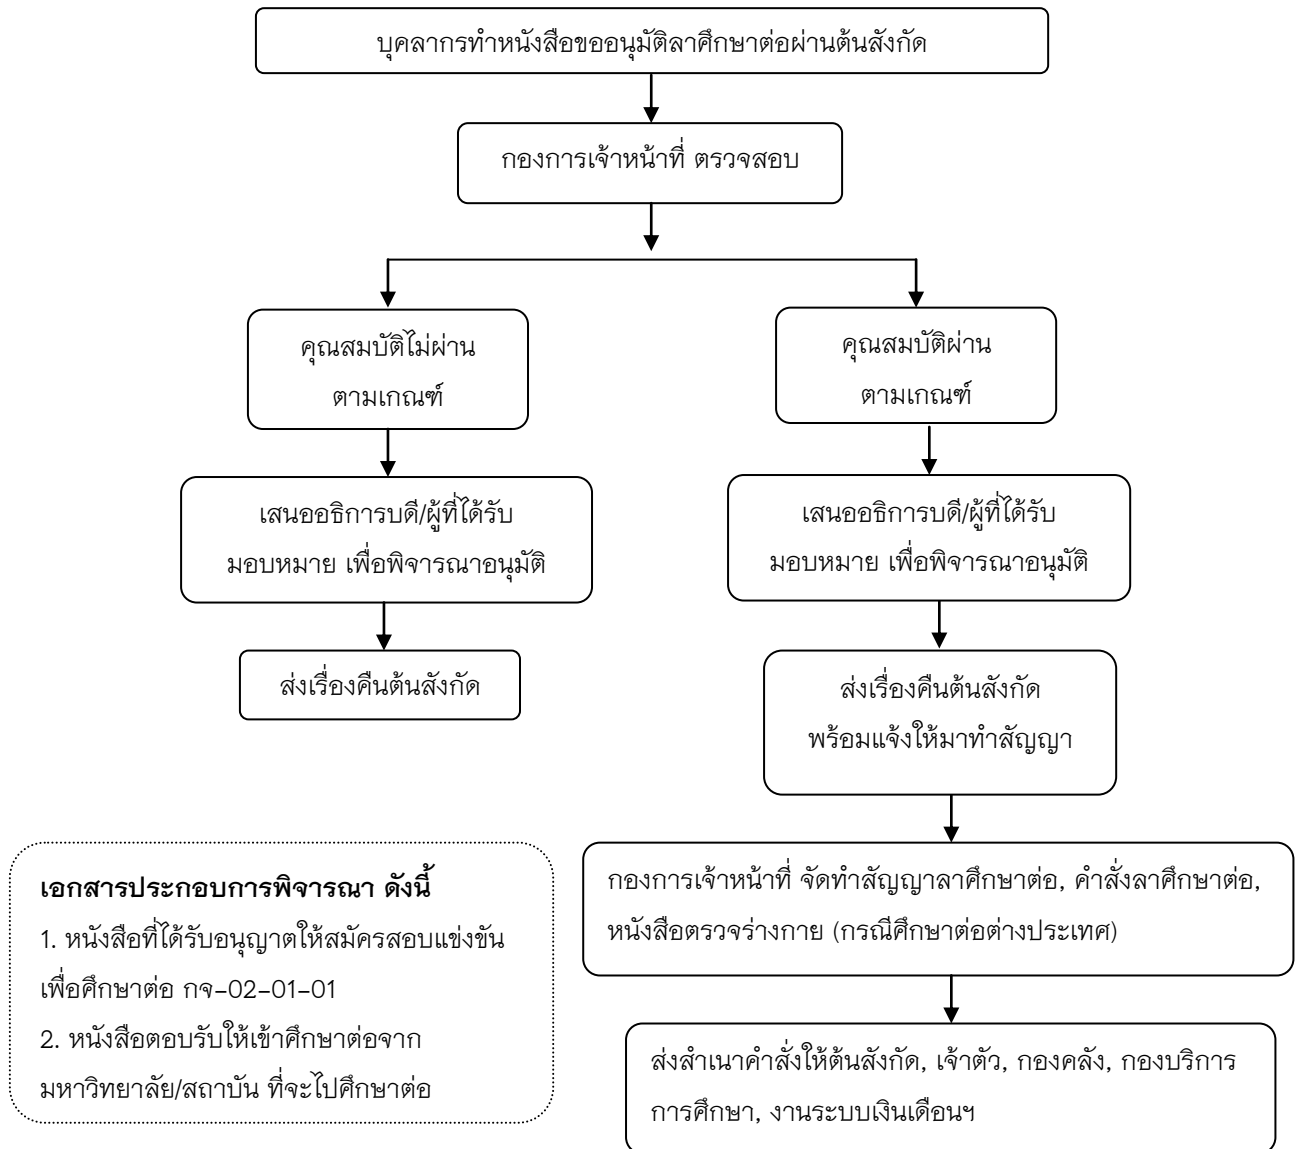 บุคลากรทำหนังสือขออนุมัติลาศึกษาต่อผ่านต้นสังกัด
กองการเจ้าหน้าที่ ตรวจสอบ
คุณสมบัติไม่ผ่าน
ตามเกณฑ์
คุณสมบัติผ่าน
ตามเกณฑ์
เสนออธิการบดี/ผู้ที่ได้รับ
มอบหมาย เพื่อพิจารณาอนุมัติ
เสนออธิการบดี/ผู้ที่ได้รับ
มอบหมาย เพื่อพิจารณาอนุมัติ
ส่งเรื่องคืนต้นสังกัด
ส่งเรื่องคืนต้นสังกัด
พร้อมแจ้งให้มาทำสัญญา
กองการเจ้าหน้าที่ จัดทำสัญญาลาศึกษาต่อ, คำสั่งลาศึกษาต่อ,
หนังสือตรวจร่างกาย (กรณีศึกษาต่อต่างประเทศ)
ส่งสำเนาคำสั่งให้ต้นสังกัด, เจ้าตัว, กองคลัง, กองบริการ
การศึกษา, งานระบบเงินเดือนฯ
เอกสารประกอบการพิจารณา ดังนี้
1. หนังสือที่ได้รับอนุญาตให้สมัครสอบแข่งขัน
เพื่อศึกษาต่อ กจ-02-01-01
2. หนังสือตอบรับให้เข้าศึกษาต่อจาก
มหาวิทยาลัย/สถาบัน ที่จะไปศึกษาต่อ